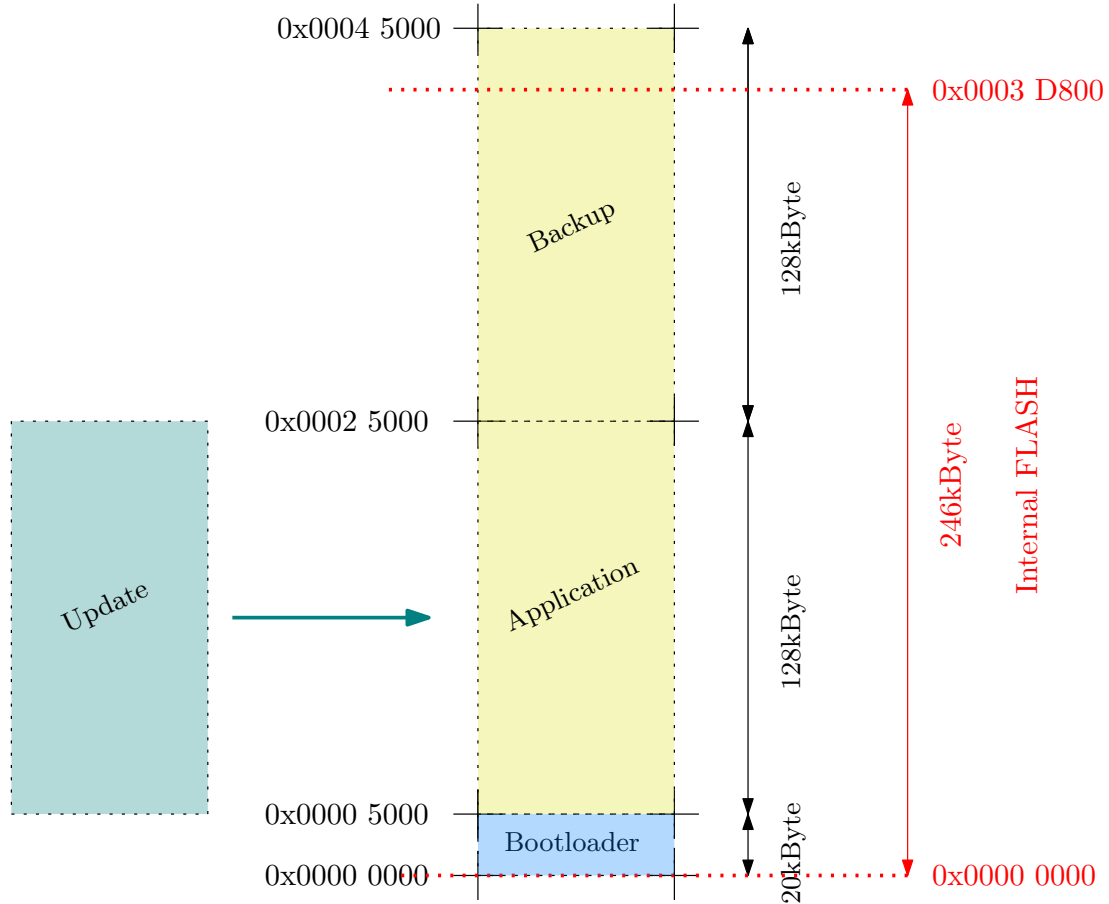 0x0004 5000
0x0003 D800
Backup
128kByte
0x0002 5000
246kByte
Internal FLASH
Update
Application
128kByte
0x0000 5000
Bootloader
20kByte
0x0000 0000
0x0000 0000